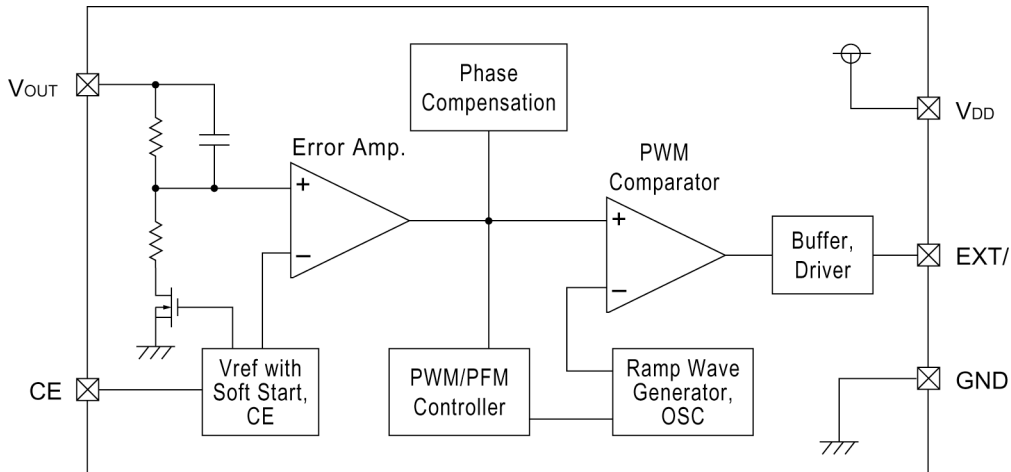 Phase
Compensation
VOUT
VDD
Error Amp.
PWM
Comparator
+
+
Buffer,
Driver
EXT/
−
−
Vref with
Soft Start,
CE
PWM/PFM
Controller
Ramp Wave
Generator,
OSC
CE
GND